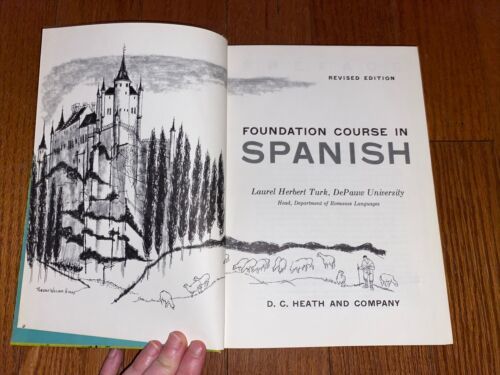 REVISED EDITION
FOUNDATION COURSE IN
SPANISH
Laurel Herbert Turk, DePauw University
Head, Department of Romance Languages
D. C. HEATH AND COMPANY